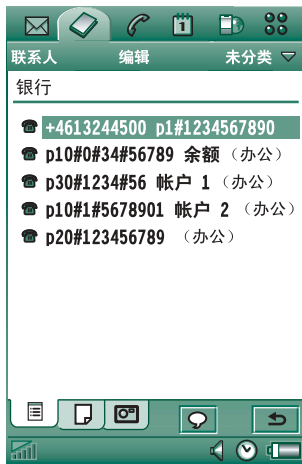 联系人 编辑 未分类
银行
+4613244500 p1#1234567890
p10#0#34#56789 余额（办公）
p30#1234#56 帐户 1（办公）
p10#1#5678901 帐户 2（办公）
p20#123456789 （办公）